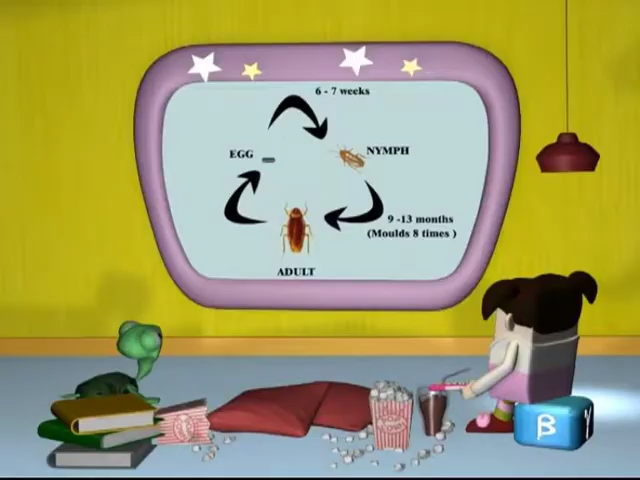 6 - 7 weeks
EGG
NYMPH
9 -13 months
(Moulds 8 times )
ADULT
B
Y